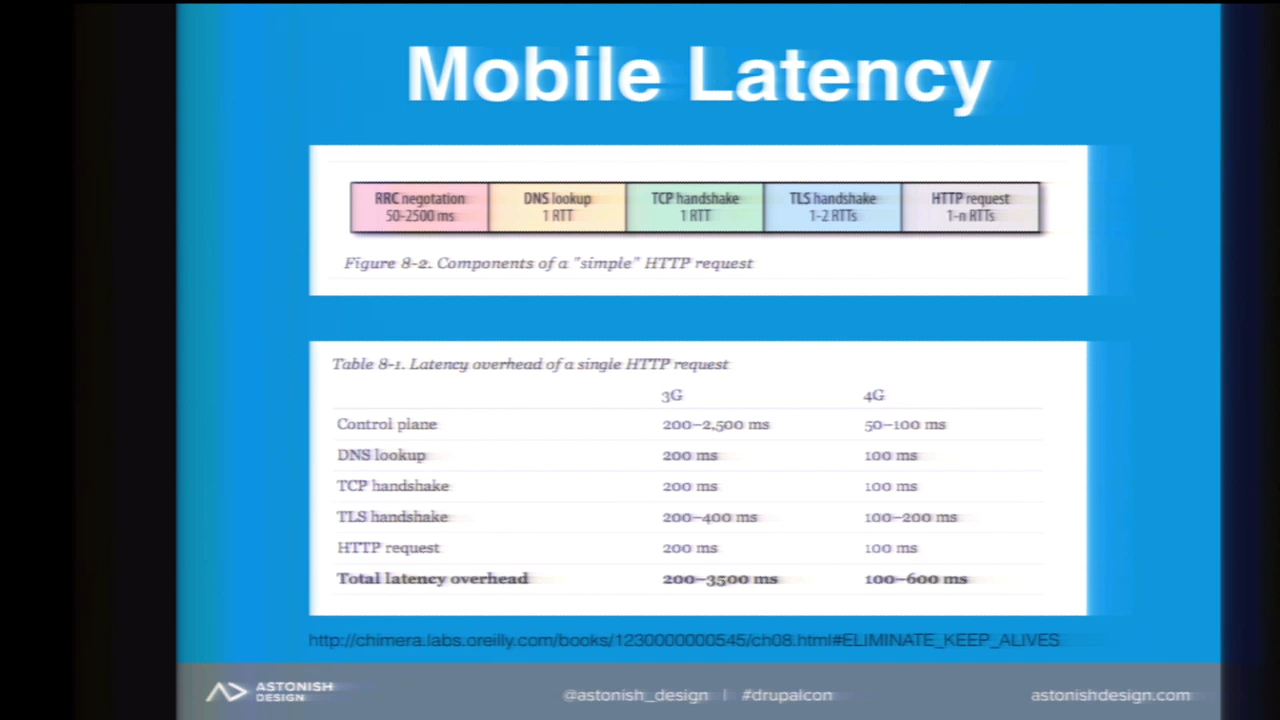 Mobile Latency
RRC negotation DNS lookup TCP handshake TLS handshake HTTP request
50-2500 ms 1 RTT 1 RTT 1-2 RTTs 1-n RTTs
Figure 8-2. Components of a "simple" HTTP request
Table 8-1. Latency overhead of a single HTTP request
3G 4G
Control plane 200–2,500 ms 50–100 ms
DNS lookup 200 ms 100 ms
TCP handshake 200 ms 100 ms
TLS handshake 200–400 ms 100–200 ms
HTTP request 200 ms 100 ms
Total latency overhead 200–3500 ms 100–600 ms
http://chimera.labs.oreilly.com/books/1230000000545/ch08.html#ELIMINATE_KEEP_ALIVES
ASTONISH
DESIGN
@astonish_design | #drupalcon
astonishdesign.com